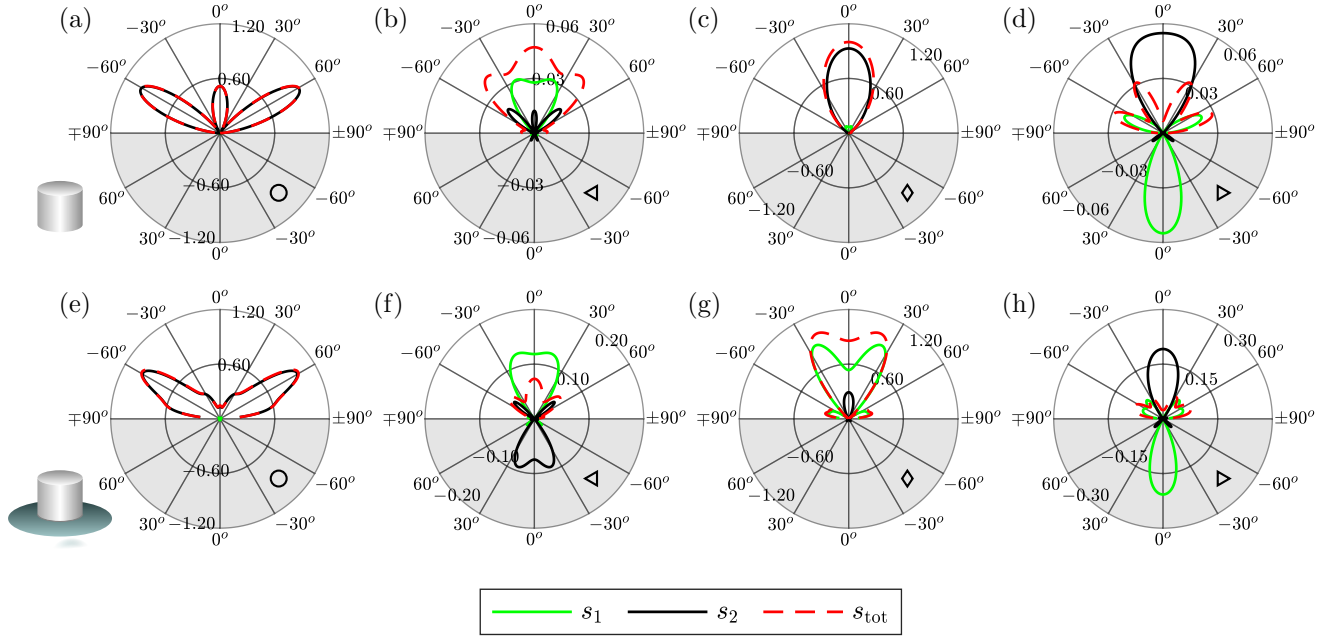 (a) (b) (c) (d)
0° 0° 0° 0°
−30° 1.20 30° −30° 0.06 30° −30° 30° −30° 30°
1.20 0.06
−60° 0.60 60° −60° 0.03 60° −60° 0.60 60° −60° 0.03 60°
∓90° ±90° ∓90° ±90° ∓90° ±90° ∓90° ±90°
−0.60 −0.03 −0.60 −0.03
60° −60° 60° −60° 60° −60° 60° −60°
−1.20 −0.06
30° −1.20 −30° 30° −0.06 −30° 30° −30° 30° −30°
0° 0° 0° 0°
(e) (f) (g) (h)
0° 0° 0° 0°
−30° 1.20 30° −30° 30° −30° 30° −30° 30°
0.20 1.20 0.30
−60° 0.60 60° −60° 0.10 60° −60° 0.60 60° −60° 0.15 60°
∓90° ±90° ∓90° ±90° ∓90° ±90° ∓90° ±90°
−0.60 −0.10 −0.60 −0.15
60° −60° 60° −60° 60° −60° 60° −60°
−0.20 −1.20 −0.30
30° −1.20 −30° 30° −30° 30° −30° 30° −30°
0° 0° 0° 0°
s₁ s₂ s_tot